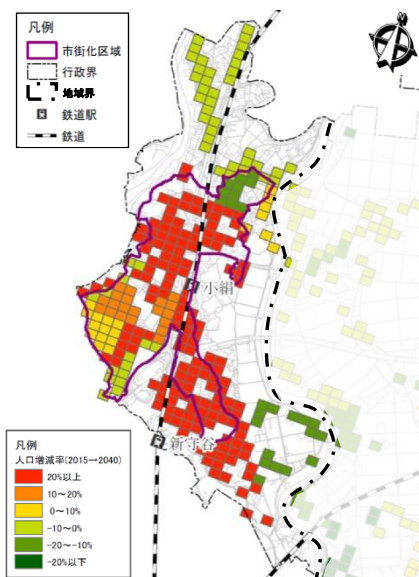 凡例
市街化区域
行政界
地域界
鉄道駅
鉄道
小絹
新守谷
凡例
人口増減率(2015→2040)
20%以上
10～20%
0～10%
-10～0%
-20～-10%
-20%以下